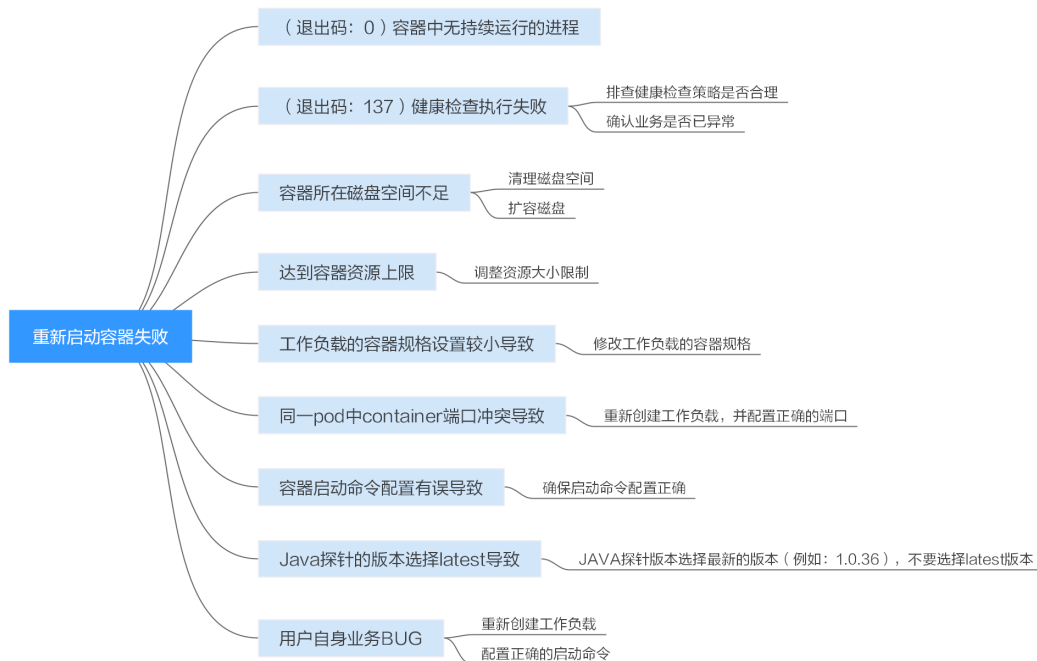 （退出码：0）容器中无持续运行的进程
（退出码：137）健康检查执行失败
排查健康检查策略是否合理
确认业务是否已异常
容器所在磁盘空间不足
清理磁盘空间
扩容磁盘
达到容器资源上限
调整资源大小限制
重新启动容器失败
工作负载的容器规格设置较小导致
修改工作负载的容器规格
同一pod中container端口冲突导致
重新创建工作负载，并配置正确的端口
容器启动命令配置有误导致
确保启动命令配置正确
Java探针的版本选择latest导致
JAVA探针版本选择最新的版本（例如：1.0.36），不要选择latest版本
用户自身业务BUG
重新创建工作负载
配置正确的启动命令